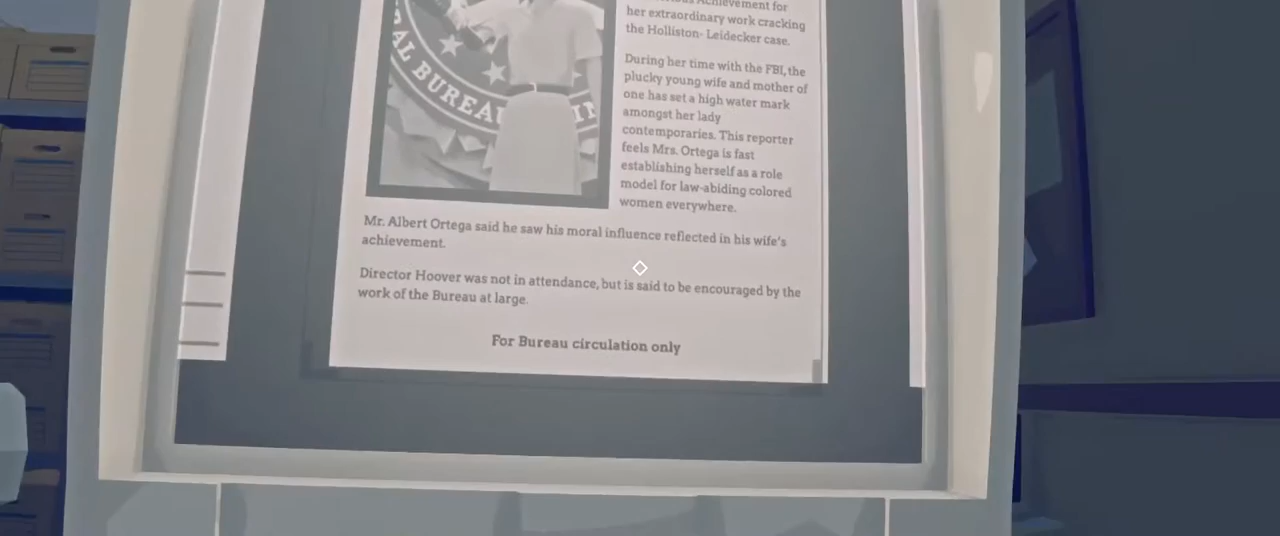 Achievement for
her extraordinary work cracking
the Holliston- Leidecker case.
During her time with the FBI, the
plucky young wife and mother of
one has set a high water mark
amongst her lady
contemporaries. This reporter
feels Mrs. Ortega is fast
establishing herself as a role
model for law-abiding colored
women everywhere.
AL BUREAU
Mr. Albert Ortega said he saw his moral influence reflected in his wife's
achievement.
Director Hoover was not in attendance, but is said to be encouraged by the
work of the Bureau at large.
For Bureau circulation only